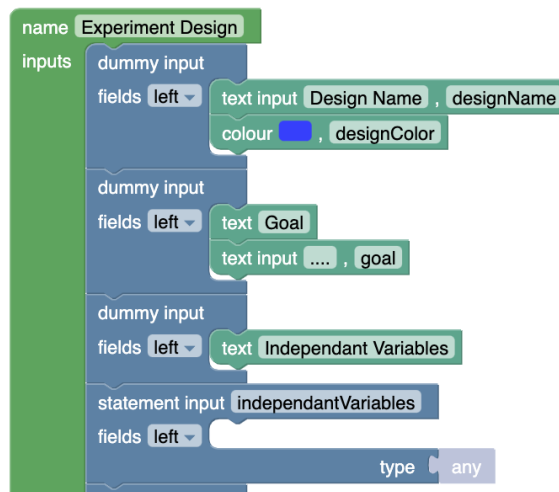 name Experiment Design
inputs dummy input
fields left text input Design Name , designName
colour , designColor
dummy input
fields left text Goal
text input .... , goal
dummy input
fields left text Independant Variables
statement input independantVariables
fields left
type any